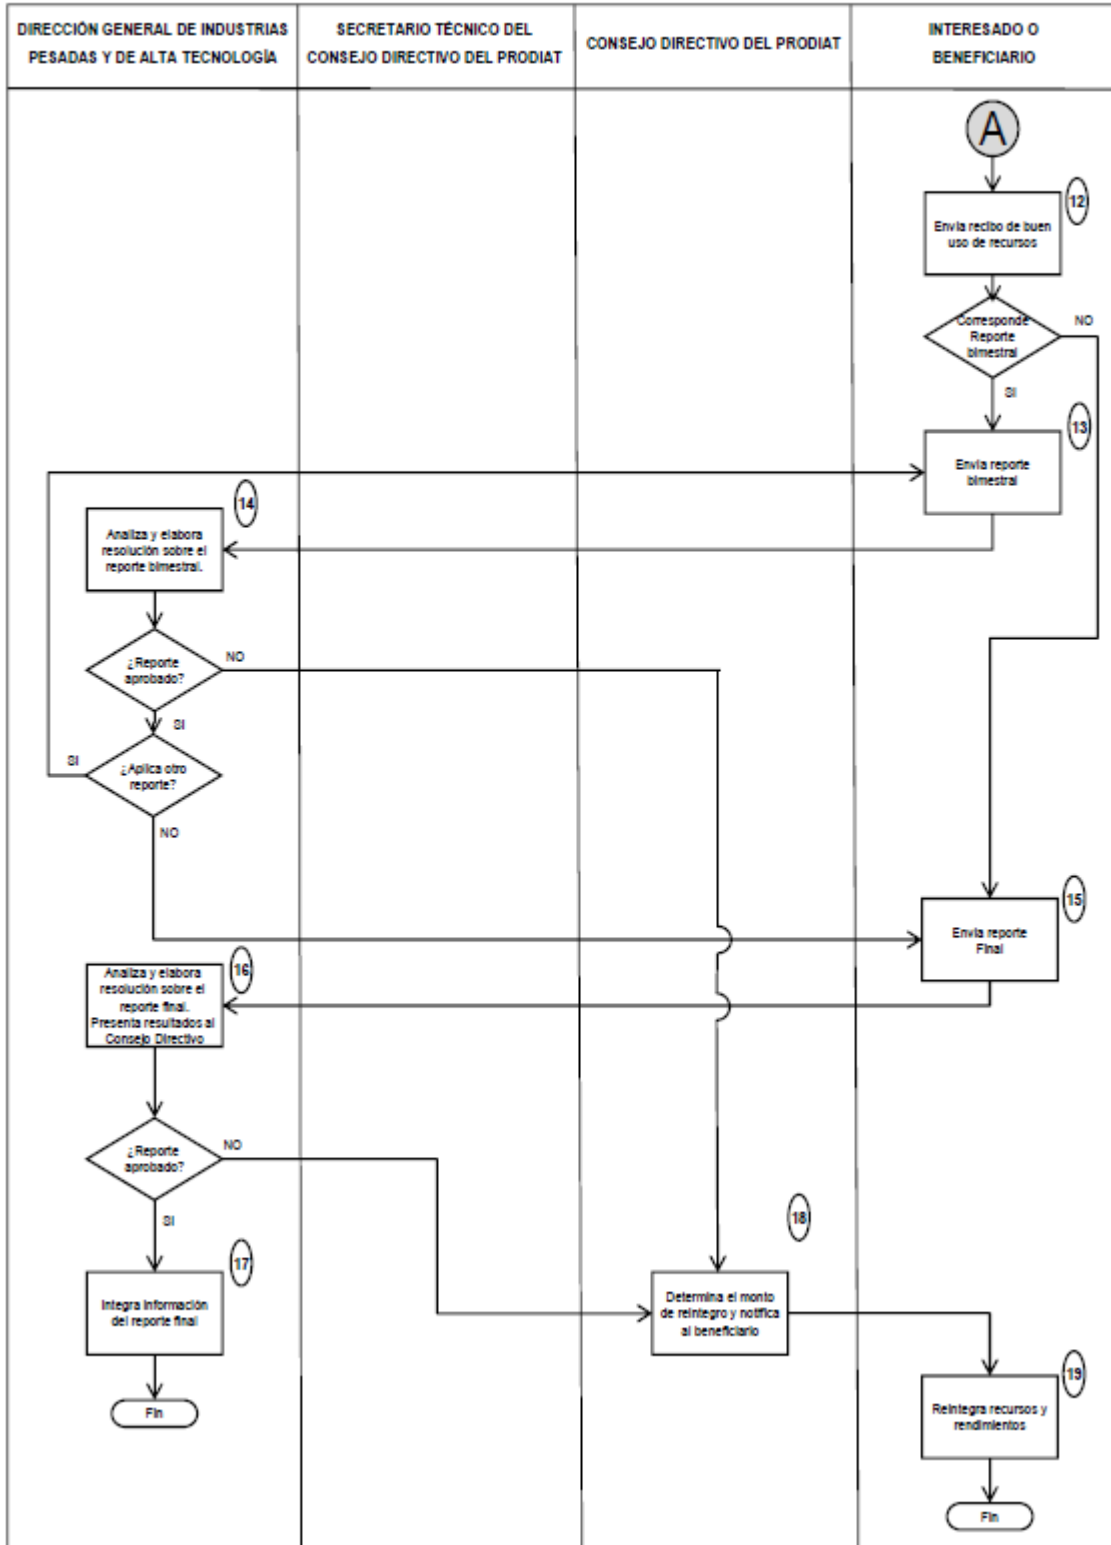 DIRECCIÓN GENERAL DE INDUSTRIAS
PESADAS Y DE ALTA TECNOLOGÍA
SECRETARIO TÉCNICO DEL
CONSEJO DIRECTIVO DEL PRODIAT
CONSEJO DIRECTIVO DEL PRODIAT
INTERESADO O
BENEFICIARIO
A
12
Envía recibo de buen
uso de recursos
Corresponde
Reporte
bimestral
NO
SI
13
Envía reporte
bimestral
14
Analiza y elabora
resolución sobre el
reporte bimestral.
¿Reporte
aprobado?
NO
SI
¿Aplica otro
reporte?
SI
NO
15
Envía reporte
Final
16
Analiza y elabora
resolución sobre el
reporte final.
Presenta resultados al
Consejo Directivo
¿Reporte
aprobado?
NO
SI
17
Integra información
del reporte final
Fin
18
Determina el monto
de reintegro y notifica
al beneficiario
19
Reintegra recursos y
rendimientos
Fin